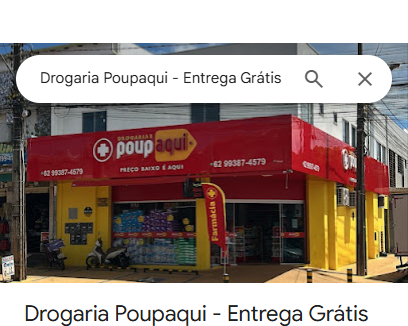 Drogaria Poupaqui - Entrega Grátis
DROGARIAS
poupaqui
PREÇO BAIXO É AQUI
+62 99387-4579
+62 99387-4579
Farmácia
Drogaria Poupaqui - Entrega Grátis